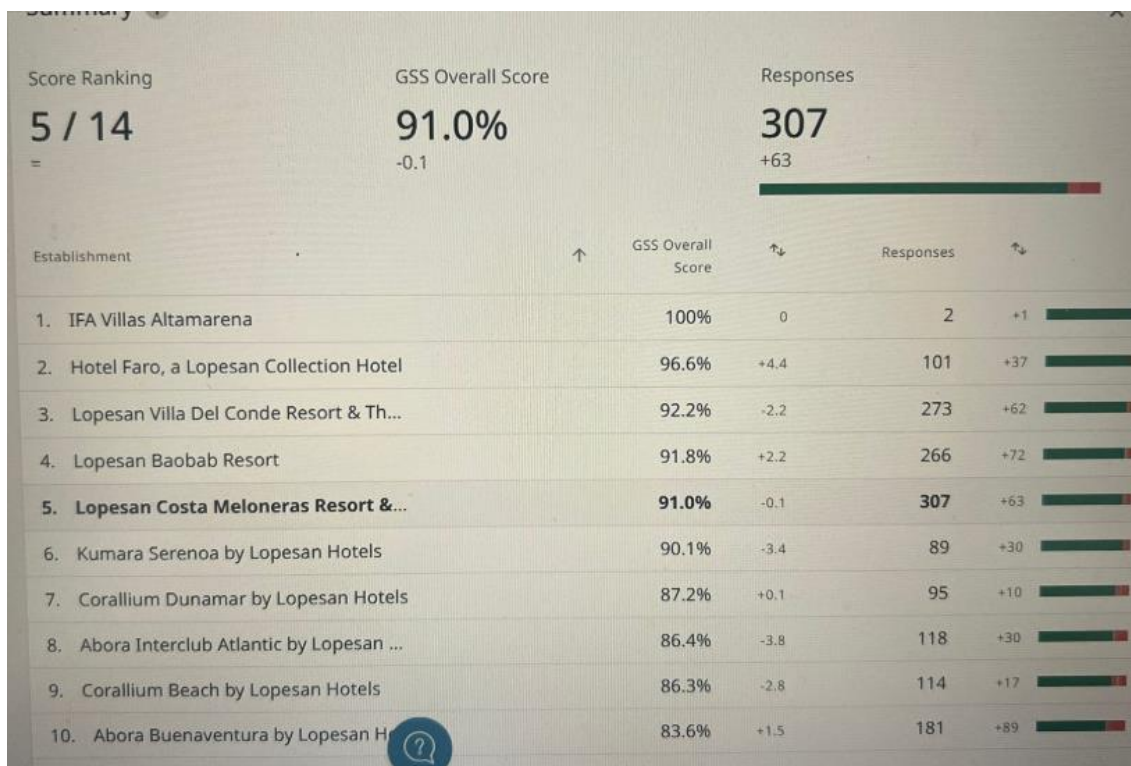 Summary
Score Ranking
GSS Overall Score
Responses
5 / 14
91.0%
307
=
-0.1
+63
Establishment ↑ GSS Overall Score Responses
1. IFA Villas Altamarena 100% 0 2 +1
2. Hotel Faro, a Lopesan Collection Hotel 96.6% +4.4 101 +37
3. Lopesan Villa Del Conde Resort & Th... 92.2% -2.2 273 +62
4. Lopesan Baobab Resort 91.8% +2.2 266 +72
5. Lopesan Costa Meloneras Resort &... 91.0% -0.1 307 +63
6. Kumara Serenoa by Lopesan Hotels 90.1% -3.4 89 +30
7. Corallium Dunamar by Lopesan Hotels 87.2% +0.1 95 +10
8. Abora Interclub Atlantic by Lopesan ... 86.4% -3.8 118 +30
9. Corallium Beach by Lopesan Hotels 86.3% -2.8 114 +17
10. Abora Buenaventura by Lopesan 83.6% +1.5 181 +89